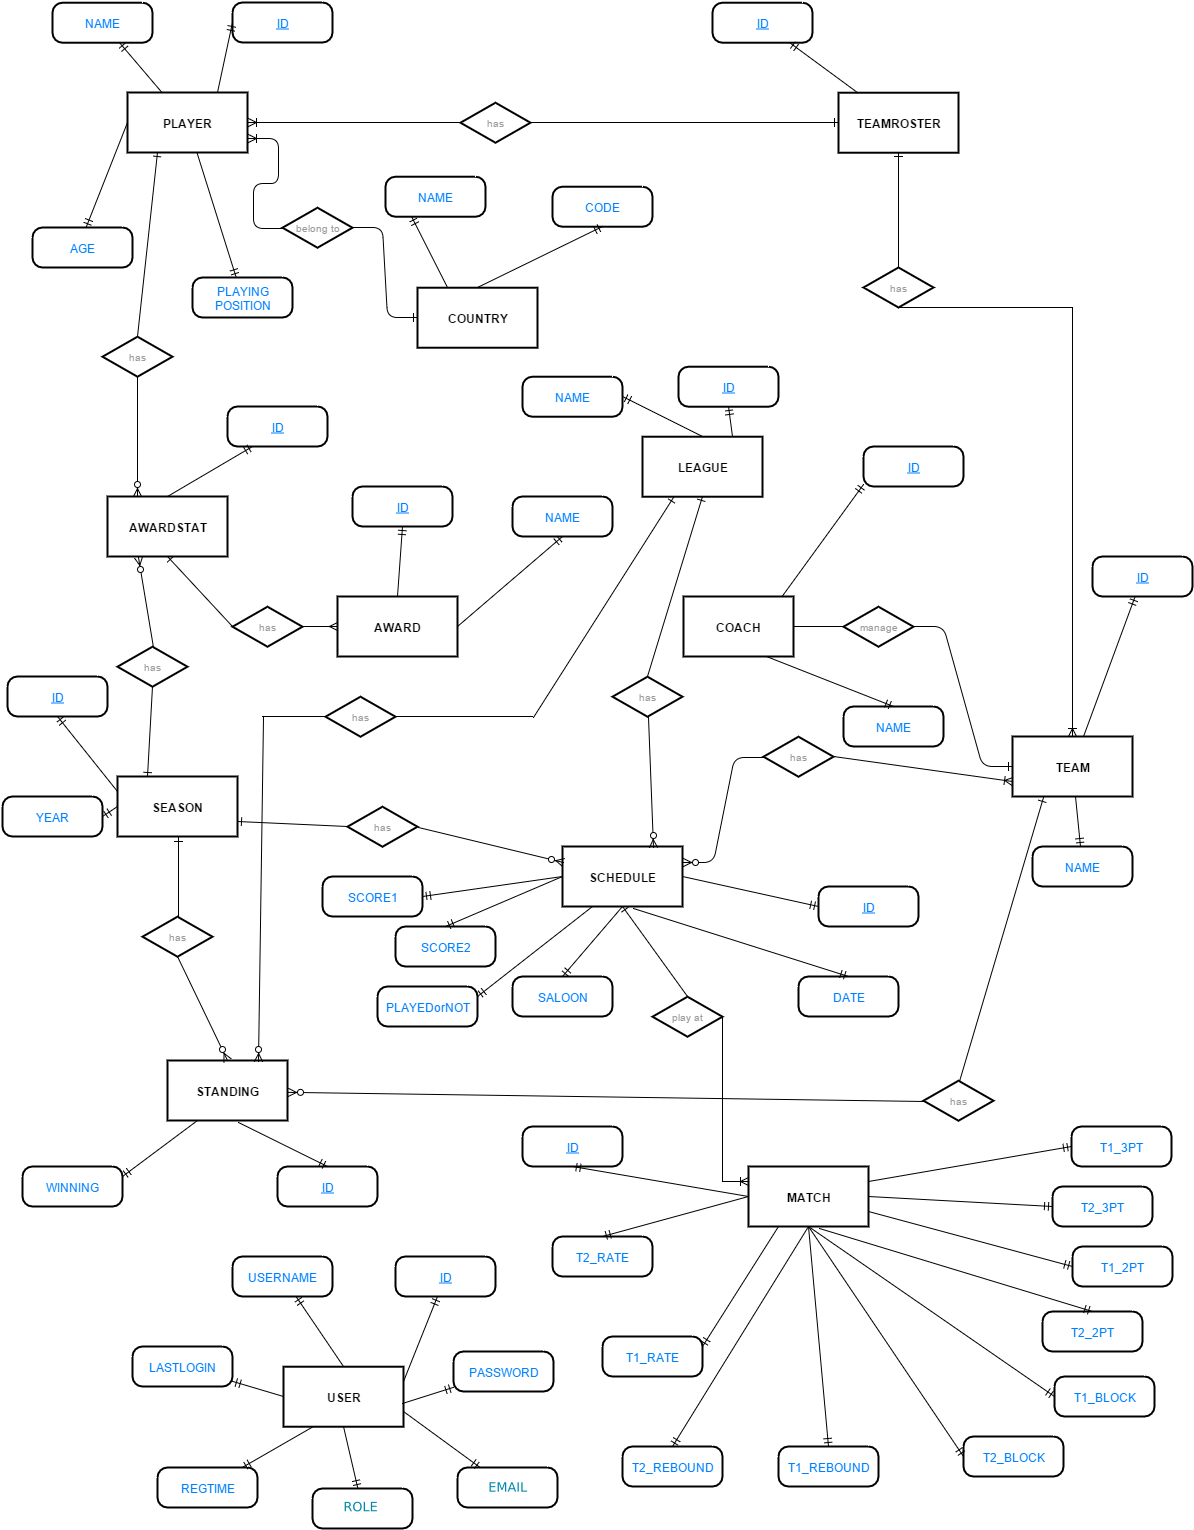 NAME
ID
ID
PLAYER
has
TEAMROSTER
NAME
CODE
belong to
AGE
PLAYING
POSITION
has
COUNTRY
has
NAME
ID
ID
LEAGUE
ID
ID
NAME
AWARDSTAT
ID
has
AWARD
COACH
manage
has
ID
has
has
NAME
TEAM
has
SEASON
YEAR
has
NAME
SCHEDULE
SCORE1
ID
has
SCORE2
PLAYEDorNOT
SALOON
DATE
play at
STANDING
has
ID
T1_3PT
WINNING
ID
MATCH
T2_3PT
T2_RATE
T1_2PT
USERNAME
ID
T2_2PT
LASTLOGIN
PASSWORD
T1_RATE
USER
T1_BLOCK
REGTIME
ROLE
EMAIL
T2_REBOUND
T1_REBOUND
T2_BLOCK